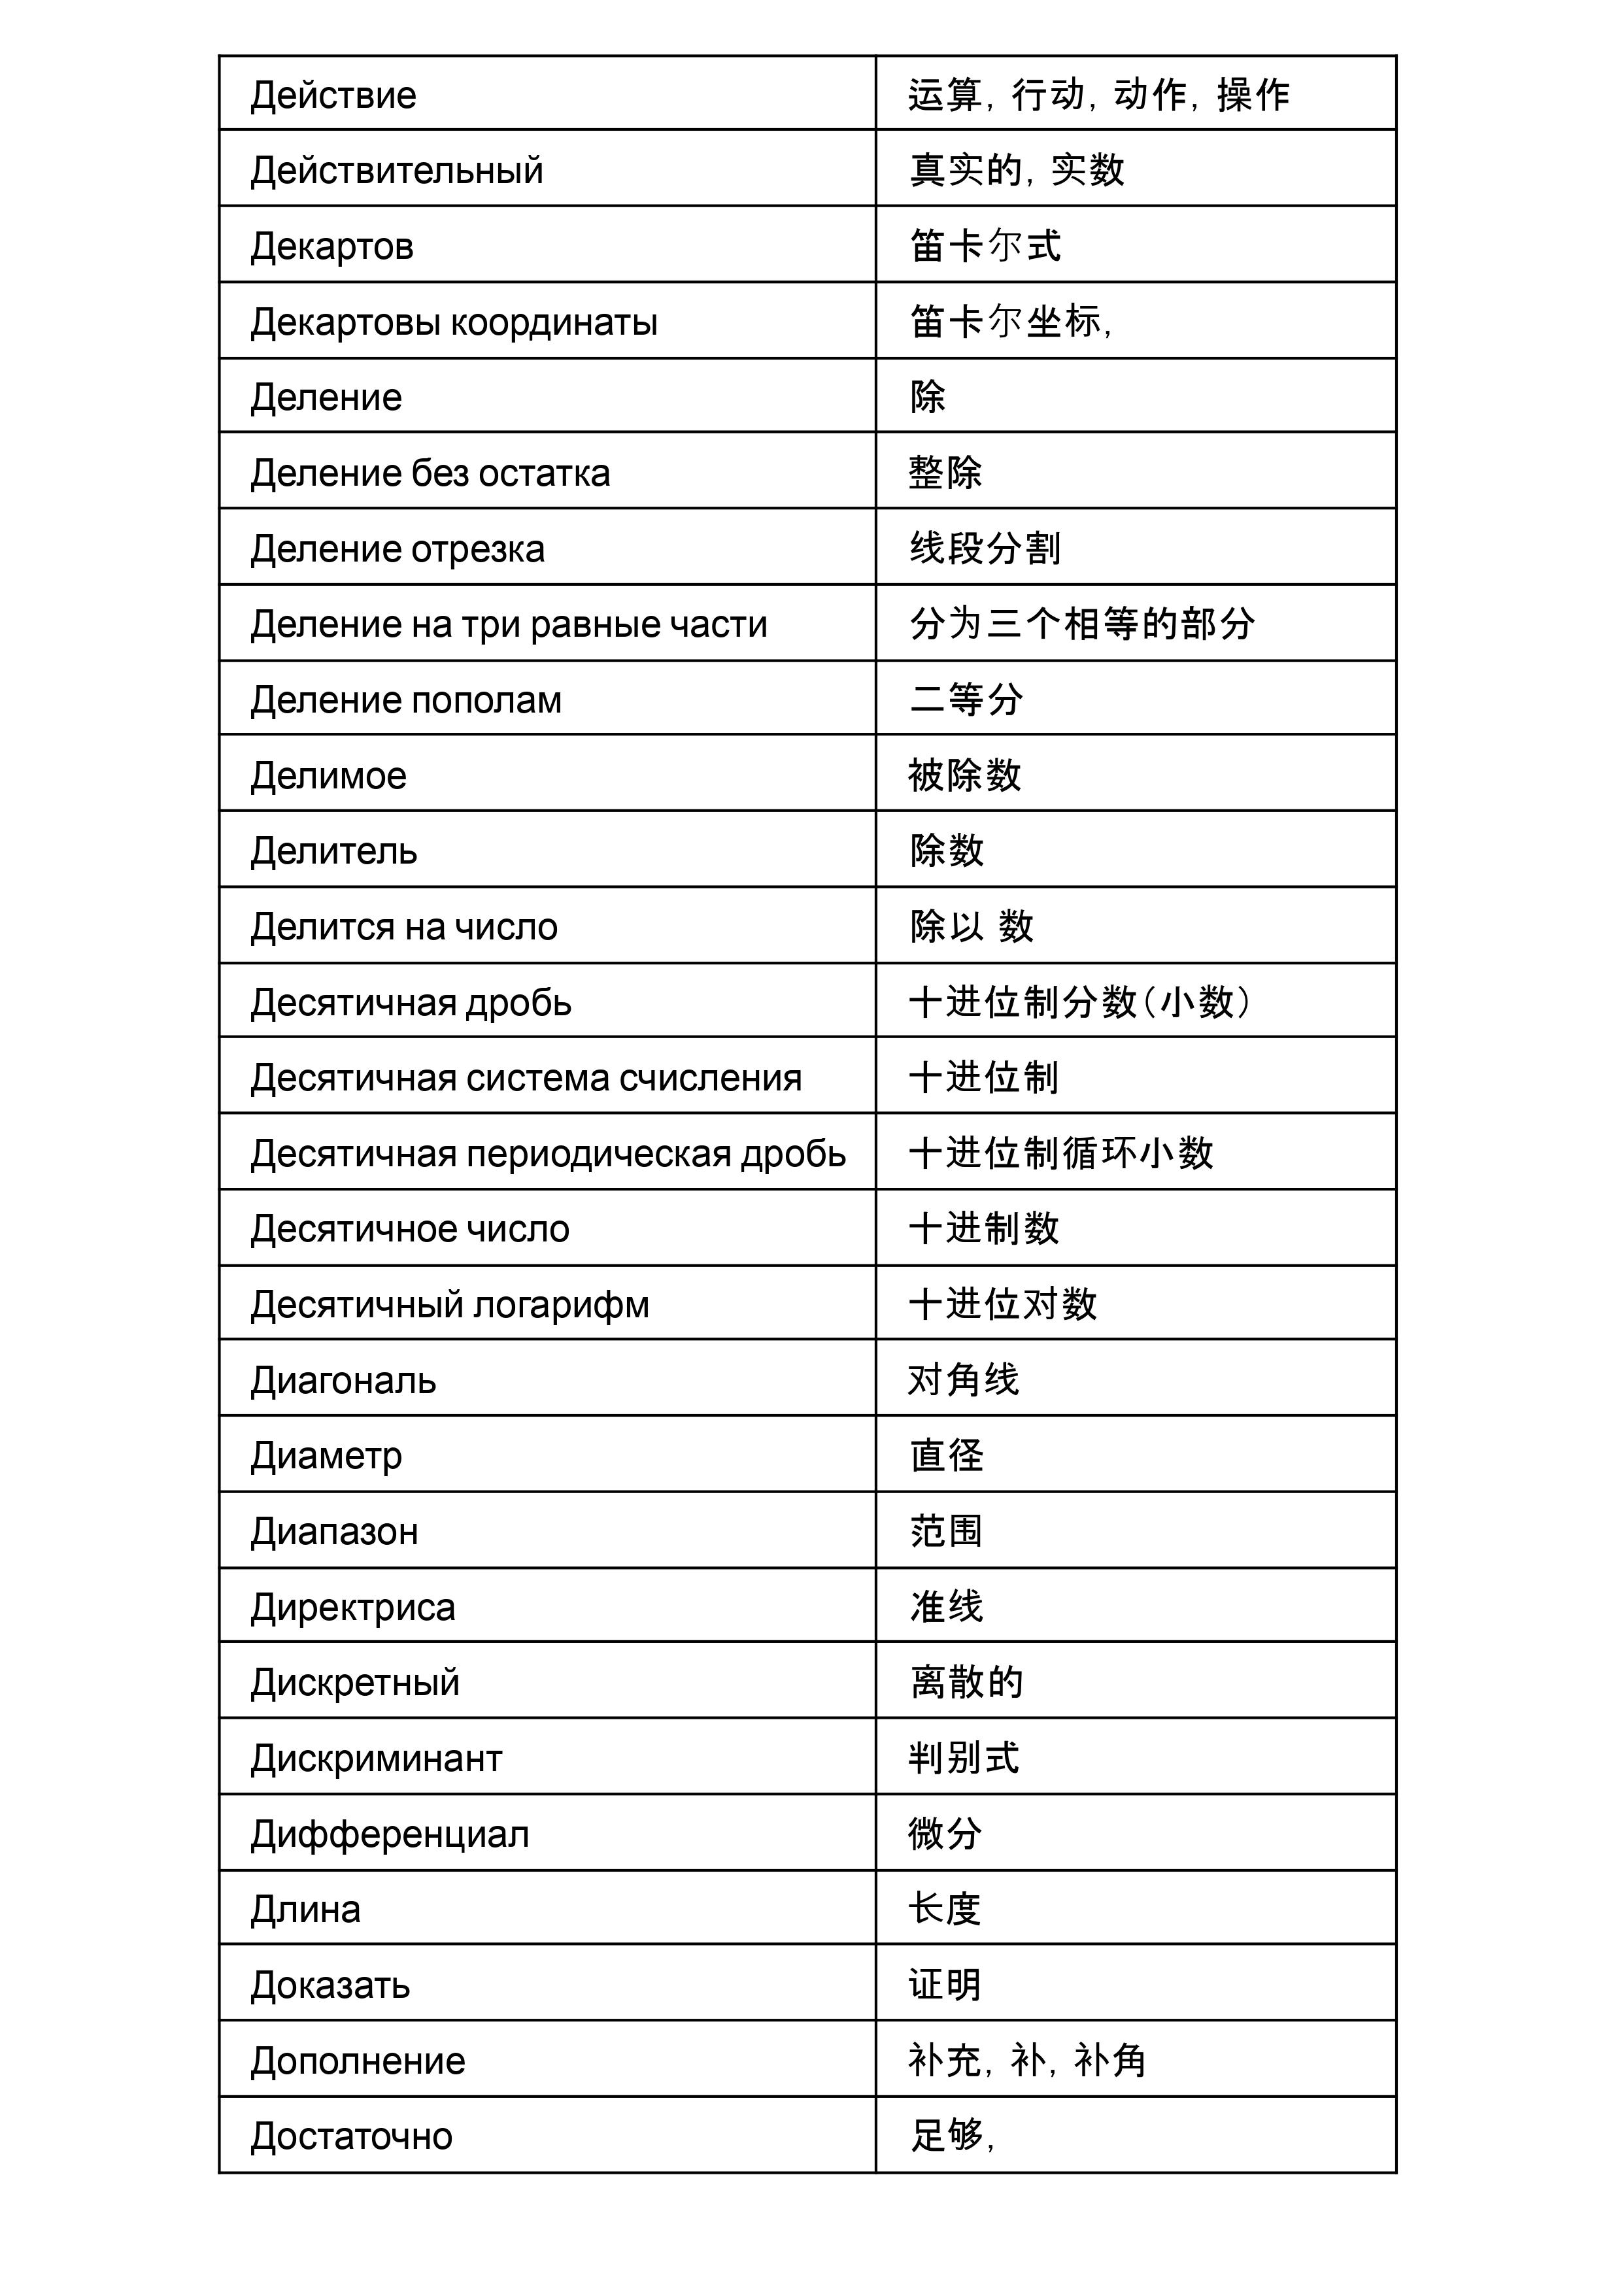 Действие 运算, 行动, 动作, 操作
Действительный 真实的, 实数
Декартов 笛卡尔式
Декартовы координаты 笛卡尔坐标,
Деление 除
Деление без остатка 整除
Деление отрезка 线段分割
Деление на три равные части 分为三个相等的部分
Деление пополам 二等分
Делимое 被除数
Делитель 除数
Делится на число 除以 数
Десятичная дробь 十进位制分数(小数)
Десятичная система счисления 十进位制
Десятичная периодическая дробь 十进位制循环小数
Десятичное число 十进制数
Десятичный логарифм 十进位对数
Диагональ 对角线
Диаметр 直径
Диапазон 范围
Директриса 准线
Дискретный 离散的
Дискриминант 判别式
Дифференциал 微分
Длина 长度
Доказать 证明
Дополнение 补充, 补, 补角
Достаточно 足够,